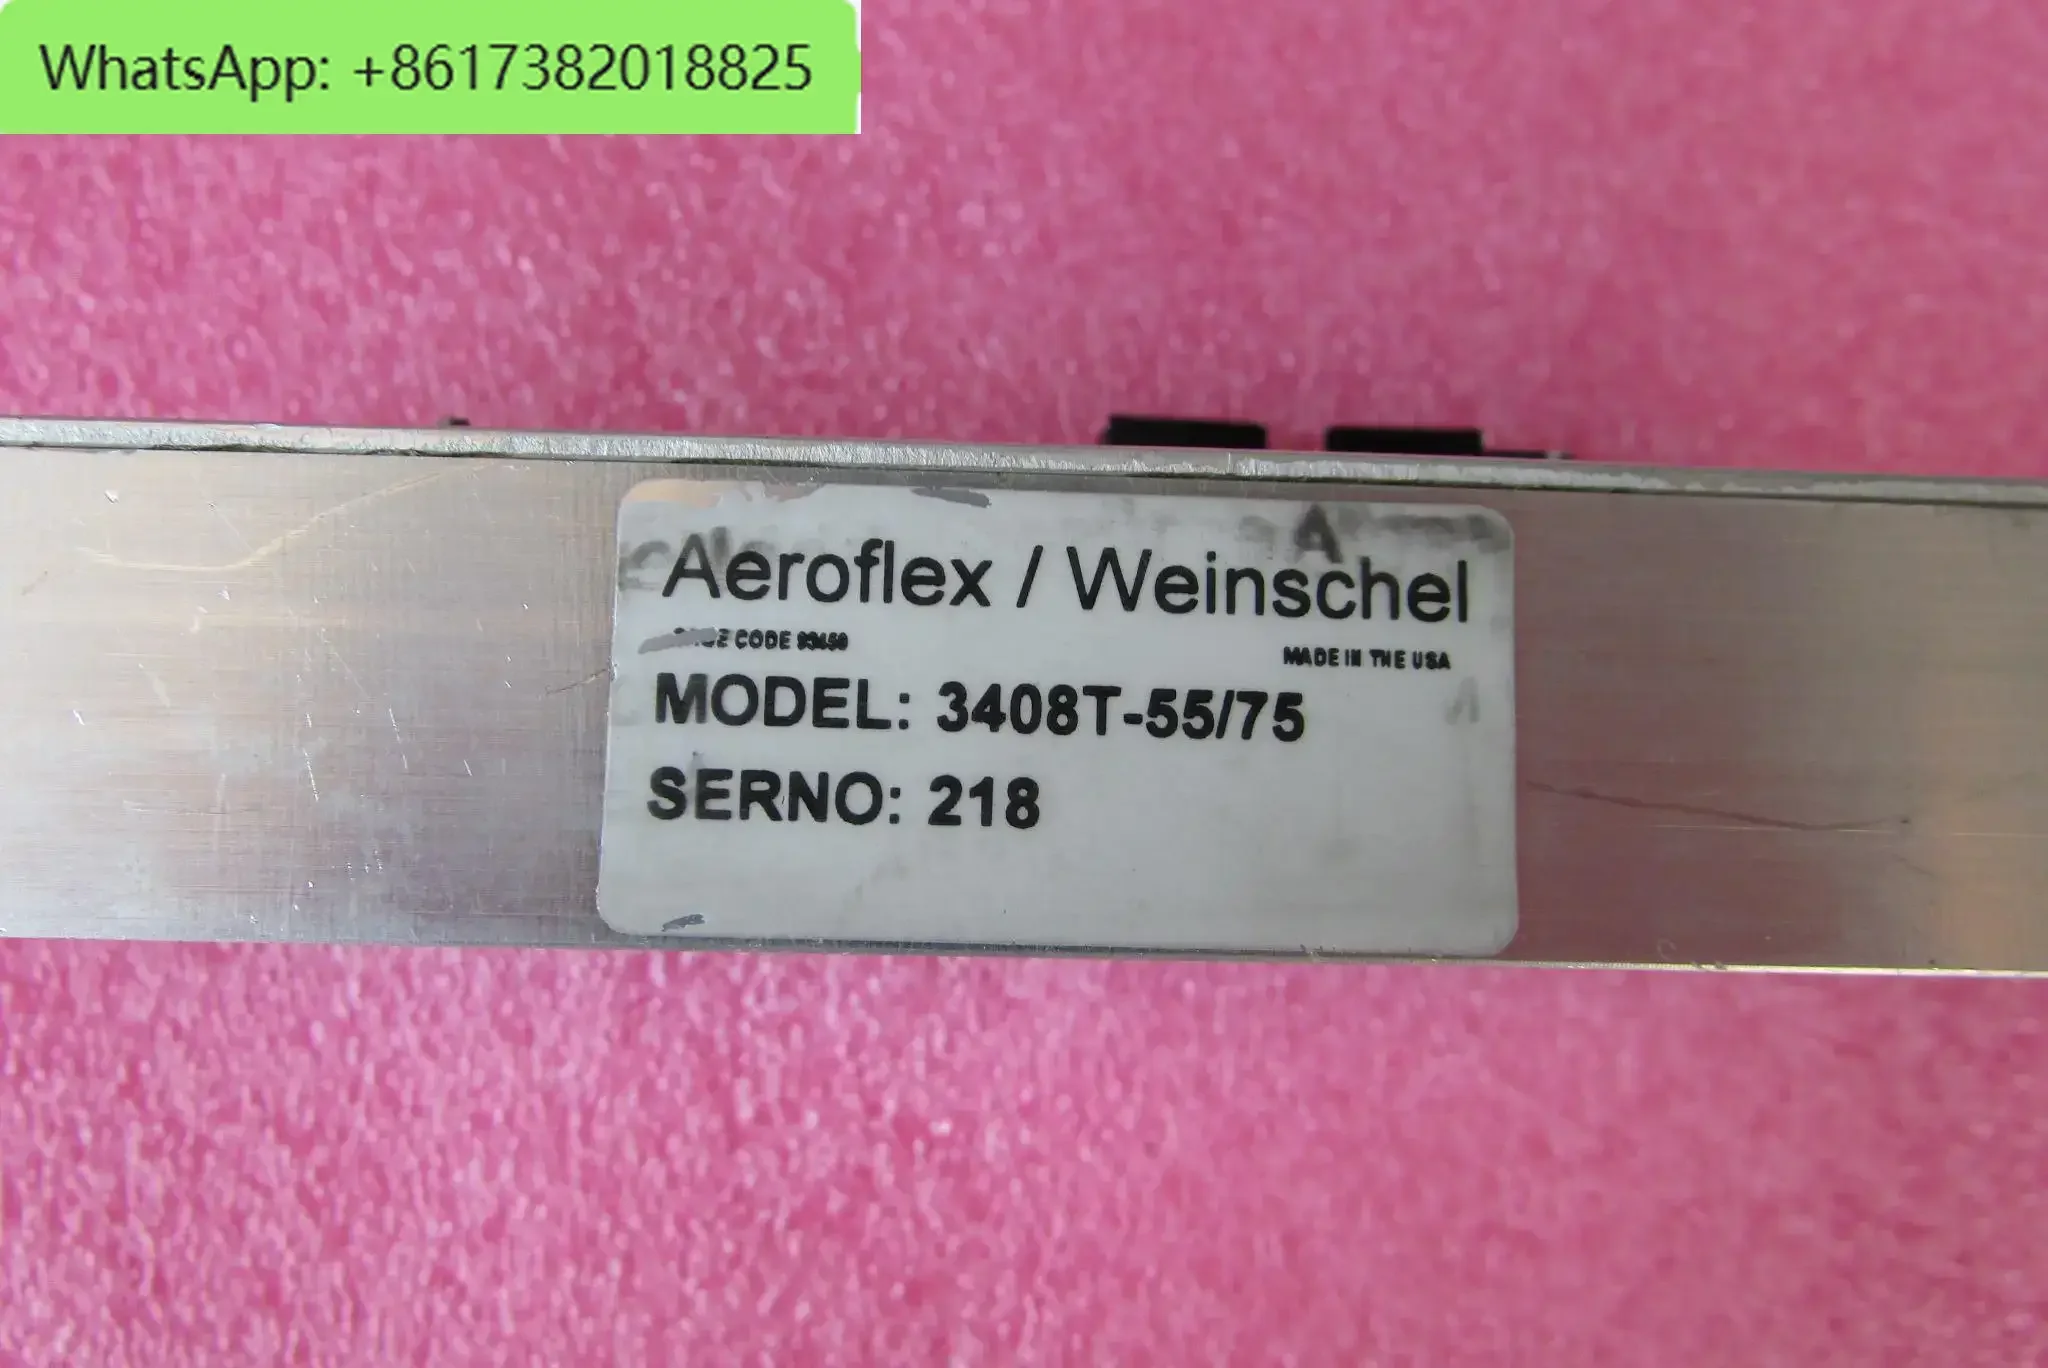 WhatsApp: +8617382018825
A
Aeroflex / Weinschel
CODE 93459
MADE IN THE USA
MODEL: 3408T-55/75
SERNO: 218